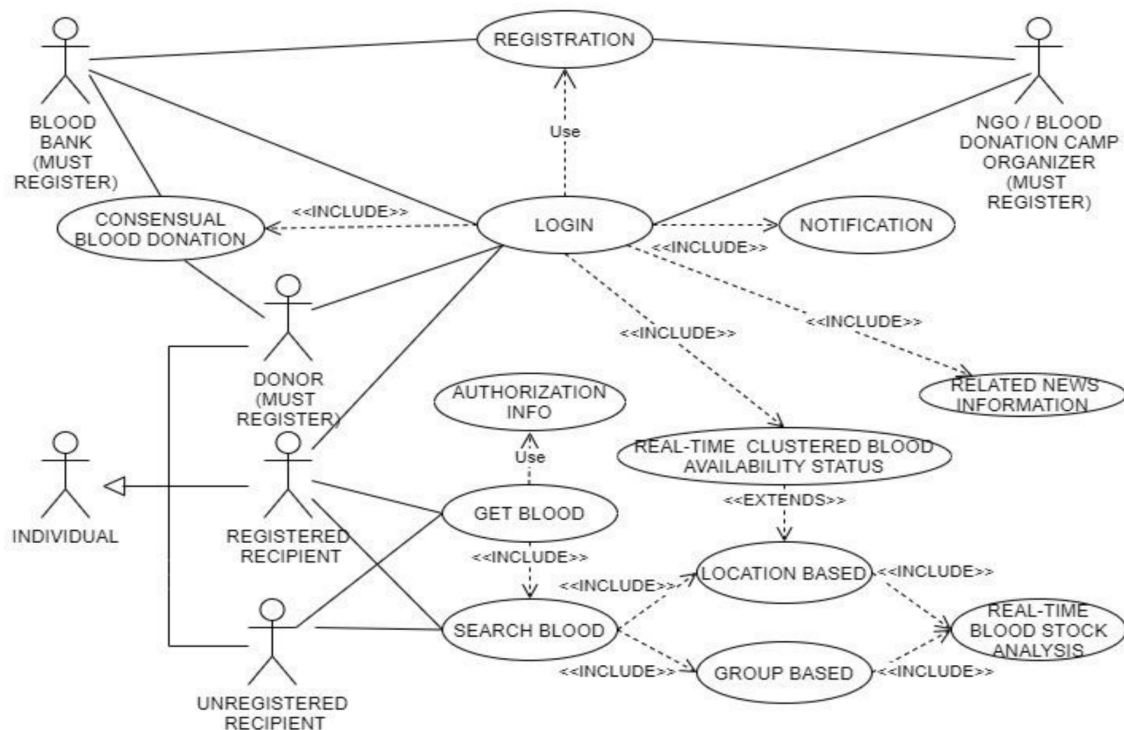 REGISTRATION
BLOOD
BANK
(MUST
REGISTER)
NGO / BLOOD
DONATION CAMP
ORGANIZER
(MUST
REGISTER)
Use
CONSENSUAL
BLOOD DONATION
<<INCLUDE>>
LOGIN
NOTIFICATION
<<INCLUDE>>
<<INCLUDE>>
<<INCLUDE>>
DONOR
(MUST
REGISTER)
AUTHORIZATION
INFO
RELATED NEWS
INFORMATION
Use
REAL-TIME CLUSTERED BLOOD
AVAILABILITY STATUS
<<EXTENDS>>
INDIVIDUAL
REGISTERED
RECIPIENT
GET BLOOD
<<INCLUDE>>
<<INCLUDE>>
LOCATION BASED
<<INCLUDE>>
SEARCH BLOOD
REAL-TIME
BLOOD STOCK
ANALYSIS
<<INCLUDE>>
GROUP BASED
<<INCLUDE>>
UNREGISTERED
RECIPIENT